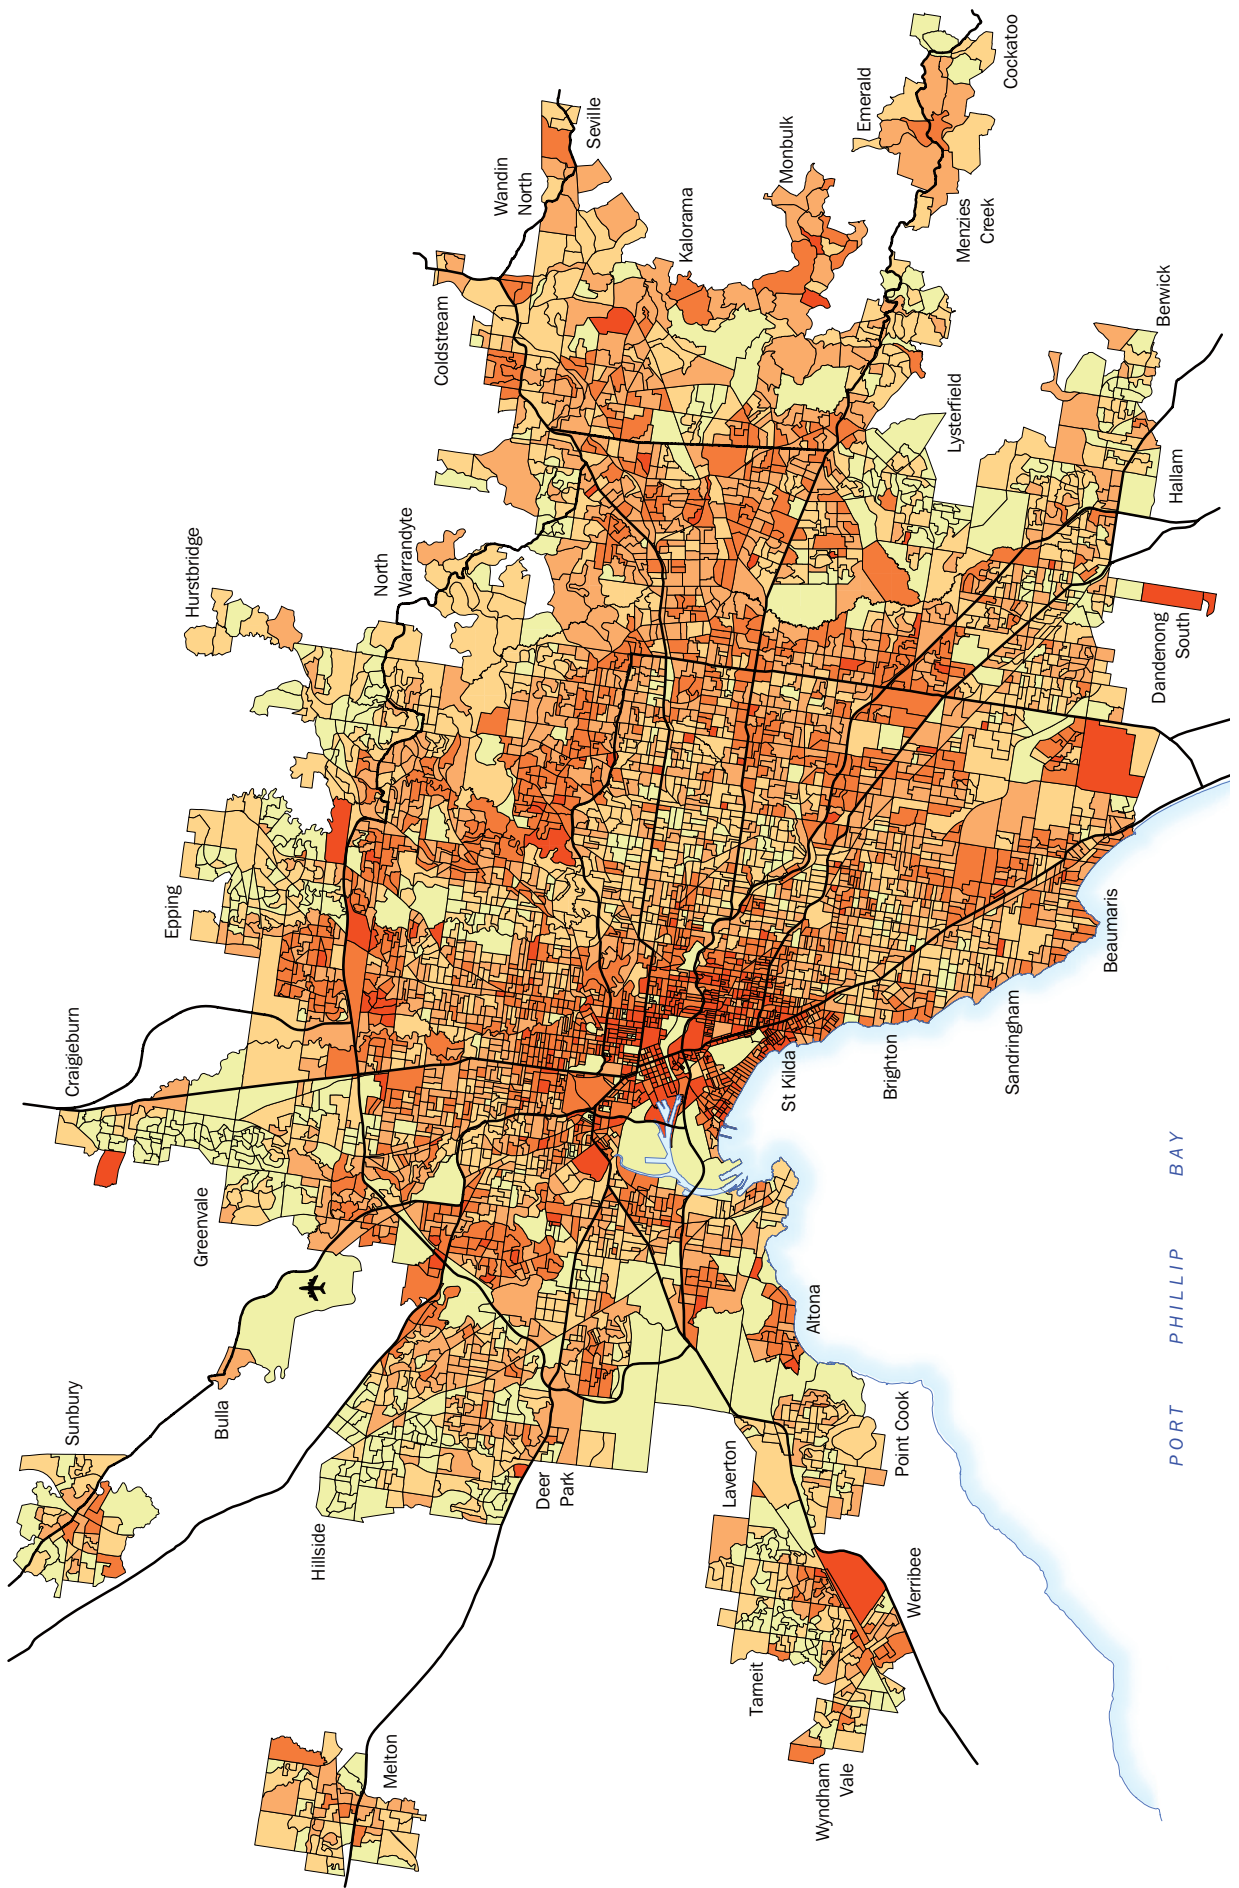 Melton
Sunbury
Bulla
Hillside
Deer
Park
Wyndham
Vale
Tarneit
Werribee
Laverton
Point Cook
Altona
Craigieburn
Greenvale
Epping
Hurstbridge
North
Warrandyte
Coldstream
Wandin
North
Seville
Kalorama
Monbulk
Emerald
Cockatoo
Menzies
Creek
Lysterfield
Berwick
Hallam
Dandenong
South
Beaumaris
Sandringham
Brighton
St Kilda
PORT PHILLIP BAY